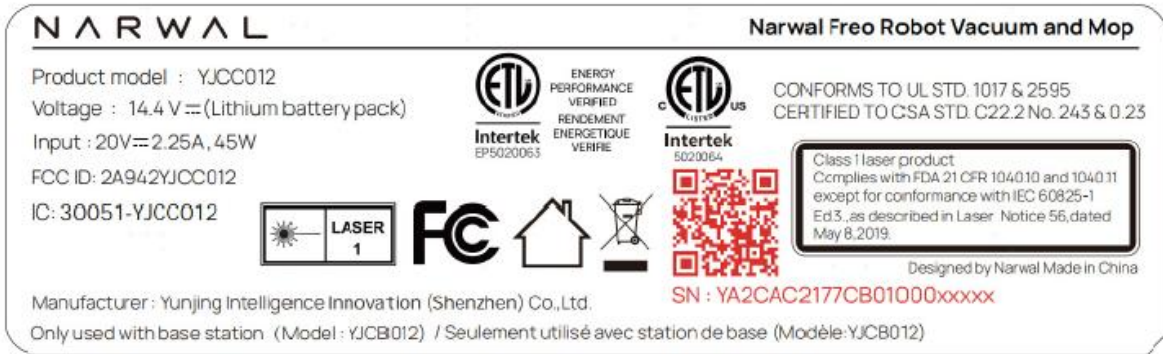 NARWAL
Narwal Freo Robot Vacuum and Mop
Product model : YJCC012
Voltage : 14.4 V⎓(Lithium battery pack)
Input : 20V⎓2.25A, 45W
FCC ID: 2A942YJCC012
IC: 30051-YJCC012
ETL
ENERGY
PERFORMANCE
VERIFIED
RENDEMENT
ENERGETIQUE
VERIFIE
Intertek
EP5020063
C ETL US
LISTED
Intertek
5020064
CONFORMS TO UL STD. 1017 & 2595
CERTIFIED TO CSA STD. C22.2 No. 243 & 0.23
Class 1 laser product
Complies with FDA 21 CFR 1040.10 and 1040.11
except for conformance with IEC 60825-1
Ed.3.,as described in Laser Notice 56,dated
May 8,2019.
LASER
1
FC
Designed by Narwal Made in China
SN : YA2CAC2177CB01O00xxxxx
Manufacturer : Yunjing Intelligence Innovation (Shenzhen) Co.,Ltd.
Only used with base station (Model : YJCB012) / Seulement utilisé avec station de base (Modèle:YJCB012)